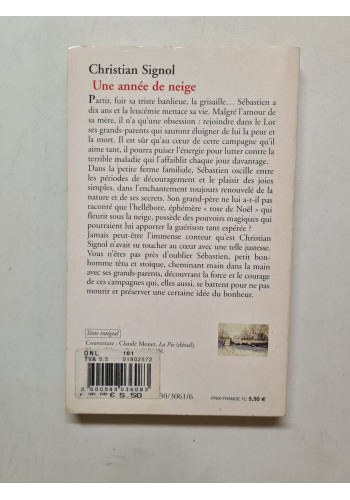 Christian Signol
Une année de neige
Partir, fuir sa triste banlieue, la grisaille… Sébastien a
dix ans et la leucémie menace sa vie. Malgré l'amour de
sa mère, il n'a qu'une obsession : rejoindre dans le Lot
ses grands-parents qui sauront éloigner de lui la peur et
la mort. Il est sûr qu'au cœur de cette campagne qu'il
aime tant, il pourra puiser l'énergie pour lutter contre la
terrible maladie qui l'affaiblit chaque jour davantage.
Dans la petite ferme familiale, Sébastien oscille entre
les périodes de découragement et le plaisir des joies
simples, dans l'enchantement toujours renouvelé de la
nature et de ses secrets. Son grand-père ne lui a-t-il pas
raconté que l'hellébore, éphémère « rose de Noël » qui
fleurit sous la neige, possède des pouvoirs magiques qui
pourraient lui apporter la guérison tant espérée ?
Jamais peut-être l'immense conteur qu'est Christian
Signol n'avait su toucher au cœur avec une telle justesse.
Vous n'êtes pas près d'oublier Sébastien, petit bon-
homme têtu et stoïque, cheminant main dans la main
avec ses grands-parents, découvrant la force et le courage
de ces campagnes qui, elles aussi, se battent pour ne pas
mourir et préserver une certaine idée du bonheur.
Texte intégral
Couverture : Claude Monet, La Pie (détail).
DNL 181
TVA 5.5 01802572
€ 5.50
30/3061/6
PRIX FRANCE TTC 5,50 €